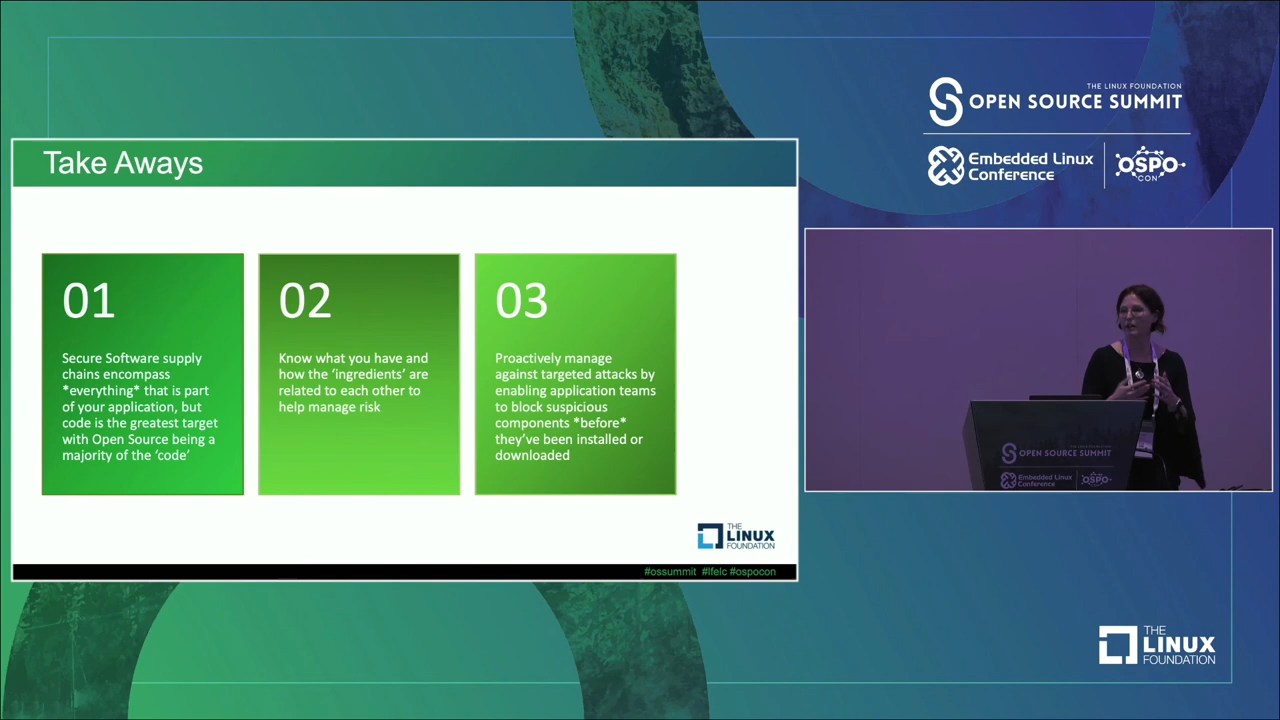 Take Aways
01
Secure Software supply
chains encompass
*everything* that is part
of your application, but
code is the greatest target
with Open Source being a
majority of the 'code'
02
Know what you have and
how the 'ingredients' are
related to each other to
help manage risk
03
Proactively manage
against targeted attacks by
enabling application teams
to block suspicious
components *before*
they've been installed or
downloaded
THE
LINUX
FOUNDATION
#ossummit #lfelc #ospocon
THE LINUX FOUNDATION
OPEN SOURCE SUMMIT
Embedded Linux
Conference
OSPO
CON
OPEN SOURCE SUMMIT
Embedded Linux
Conference
OSPO
THE
LINUX
FOUNDATION